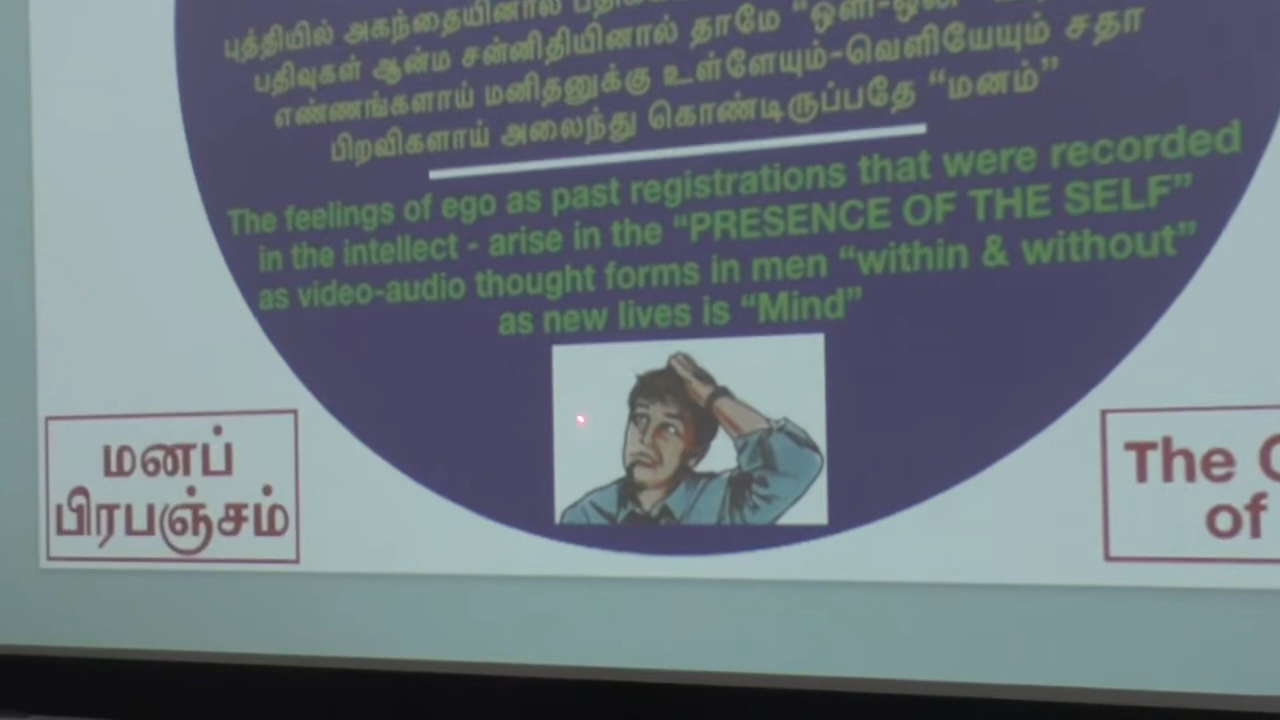 புத்தியில் அகந்தையினால்
பதிவுகள் ஆன்ம சன்னிதியினால் தாமே “ஒளி-ஒலி”
எண்ணங்களாய் மனிதனுக்கு உள்ளேயும்-வெளியேயும் சதா
பிறவிகளாய் அலைந்து கொண்டிருப்பதே “மனம்”
The feelings of ego as past registrations that were recorded
in the intellect - arise in the “PRESENCE OF THE SELF”
as video-audio thought forms in men “within & without”
as new lives is “Mind”
மனப்
பிரபஞ்சம்
The
of